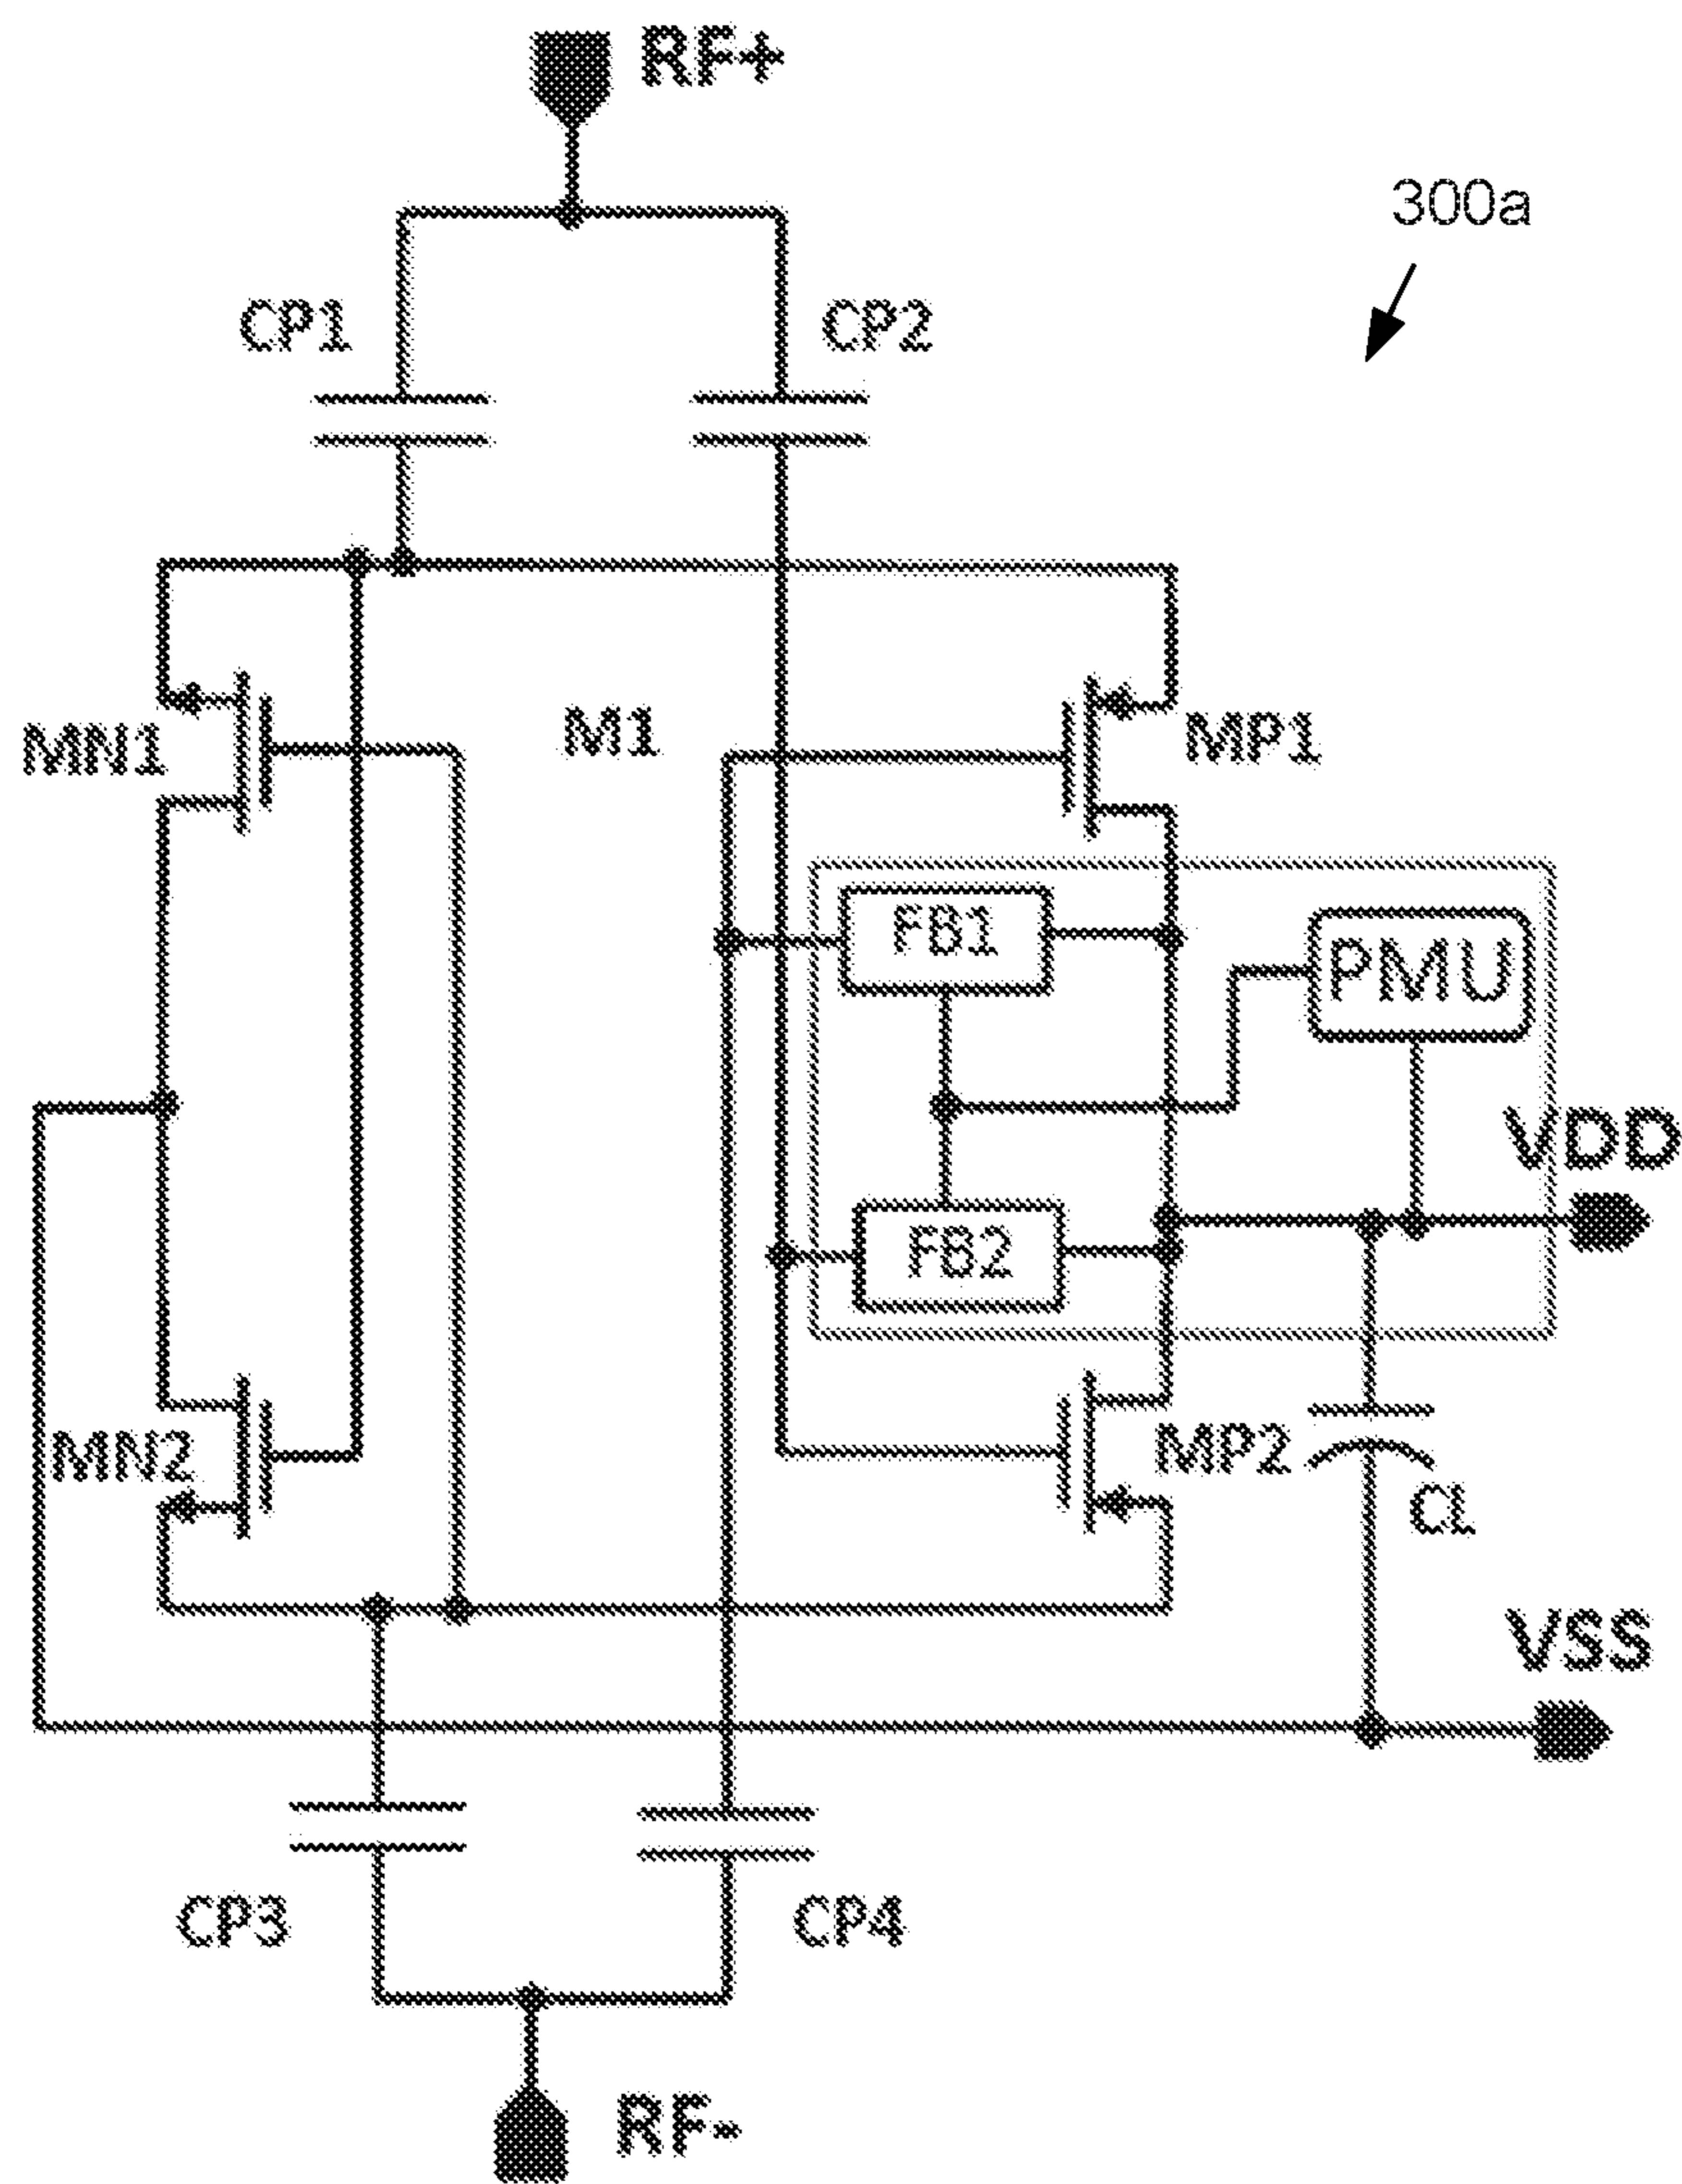 RF+
300a
CP1
CP2
MN1
M1
MP1
FB1
PMU
VDD
FB2
MN2
MP2
CL
VSS
CP3
CP4
RF-